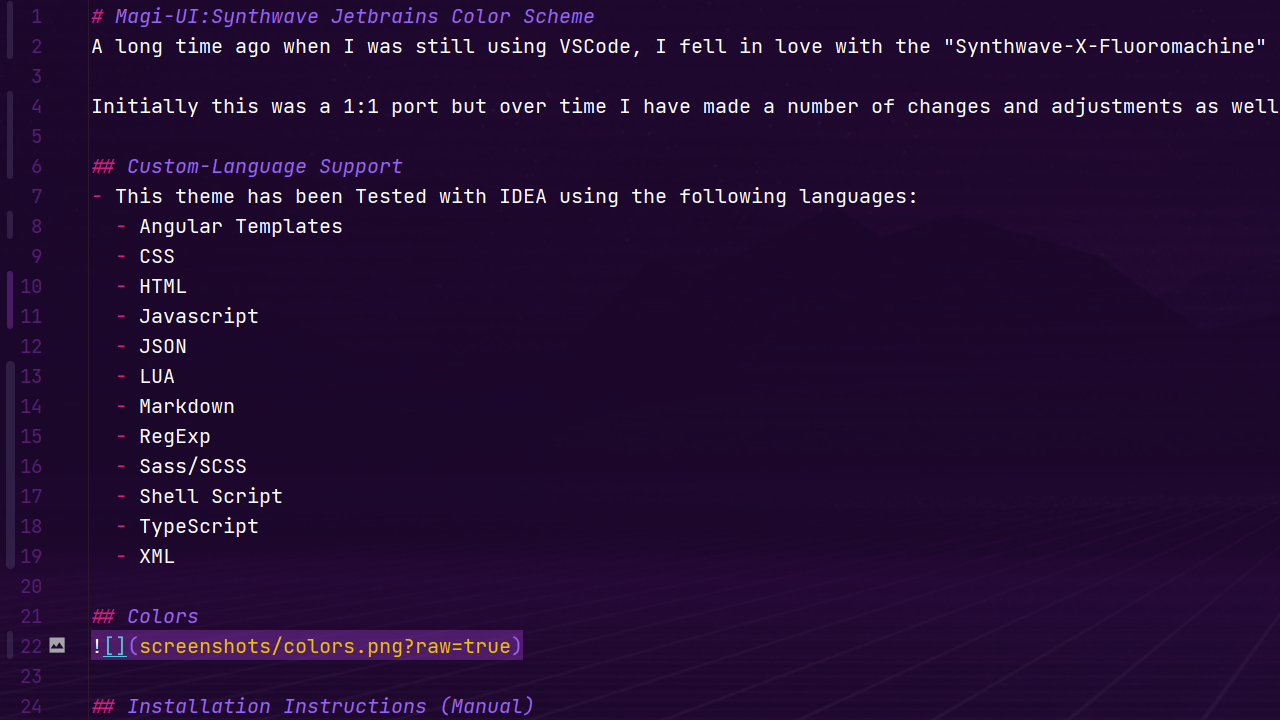 1 # Magi-UI:Synthwave Jetbrains Color Scheme
2 A long time ago when I was still using VSCode, I fell in love with the "Synthwave-X-Fluoromachine"
3
4 Initially this was a 1:1 port but over time I have made a number of changes and adjustments as well
5
6 ## Custom-Language Support
7 - This theme has been Tested with IDEA using the following languages:
8 - Angular Templates
9 - CSS
10 - HTML
11 - Javascript
12 - JSON
13 - LUA
14 - Markdown
15 - RegExp
16 - Sass/SCSS
17 - Shell Script
18 - TypeScript
19 - XML
20
21 ## Colors
22 ![](screenshots/colors.png?raw=true)
23
24 ## Installation Instructions (Manual)